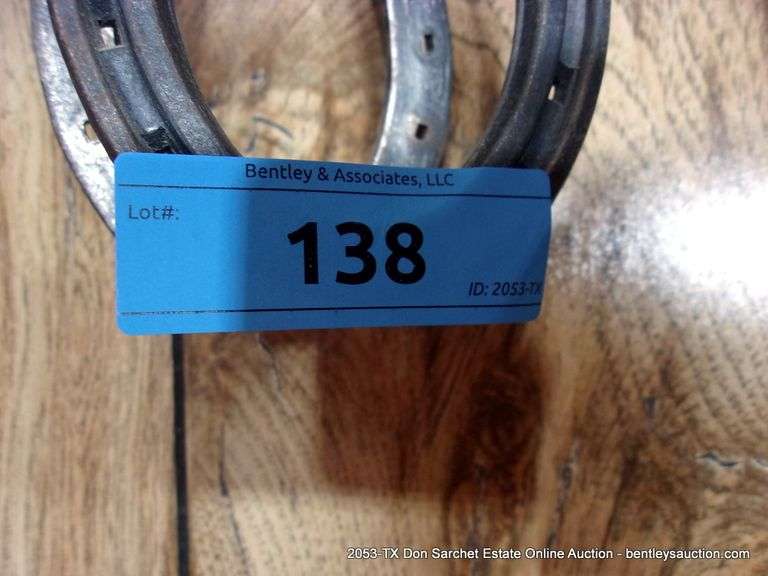 Bentley & Associates, LLC
Lot#:
138
ID: 2053-TX
2053-TX Don Sarchet Estate Online Auction - bentleysauction.com